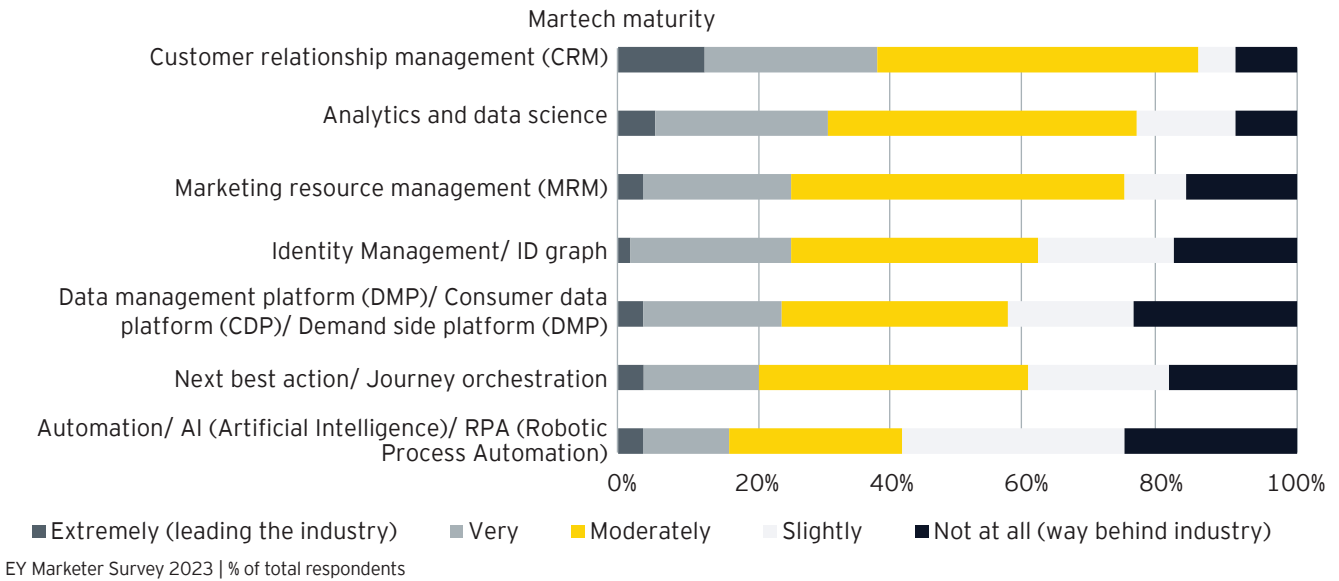 Martech maturity
Customer relationship management (CRM)
Analytics and data science
Marketing resource management (MRM)
Identity Management/ ID graph
Data management platform (DMP)/ Consumer data
platform (CDP)/ Demand side platform (DMP)
Next best action/ Journey orchestration
Automation/ AI (Artificial Intelligence)/ RPA (Robotic
Process Automation)
0% 20% 40% 60% 80% 100%
Extremely (leading the industry) Very Moderately Slightly Not at all (way behind industry)
EY Marketer Survey 2023 | % of total respondents